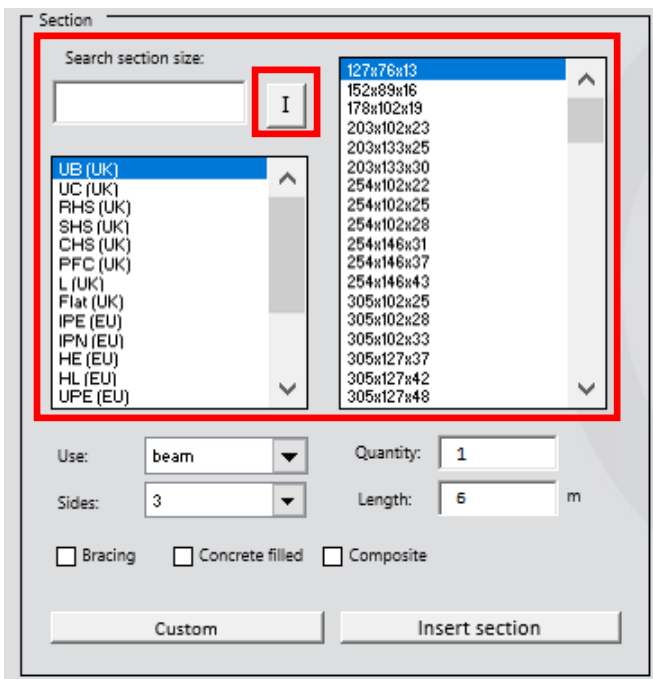 Section
Search section size:
I
UB (UK)
UC (UK)
RHS (UK)
SHS (UK)
CHS (UK)
PFC (UK)
L (UK)
Flat (UK)
IPE (EU)
IPN (EU)
HE (EU)
HL (EU)
UPE (EU)
127x76x13
152x89x16
178x102x19
203x102x23
203x133x25
203x133x30
254x102x22
254x102x25
254x102x28
254x146x31
254x146x37
254x146x43
305x102x25
305x102x28
305x102x33
305x127x37
305x127x42
305x127x48
Use: beam Quantity: 1
Sides: 3 Length: 6 m
Bracing Concrete filled Composite
Custom Insert section